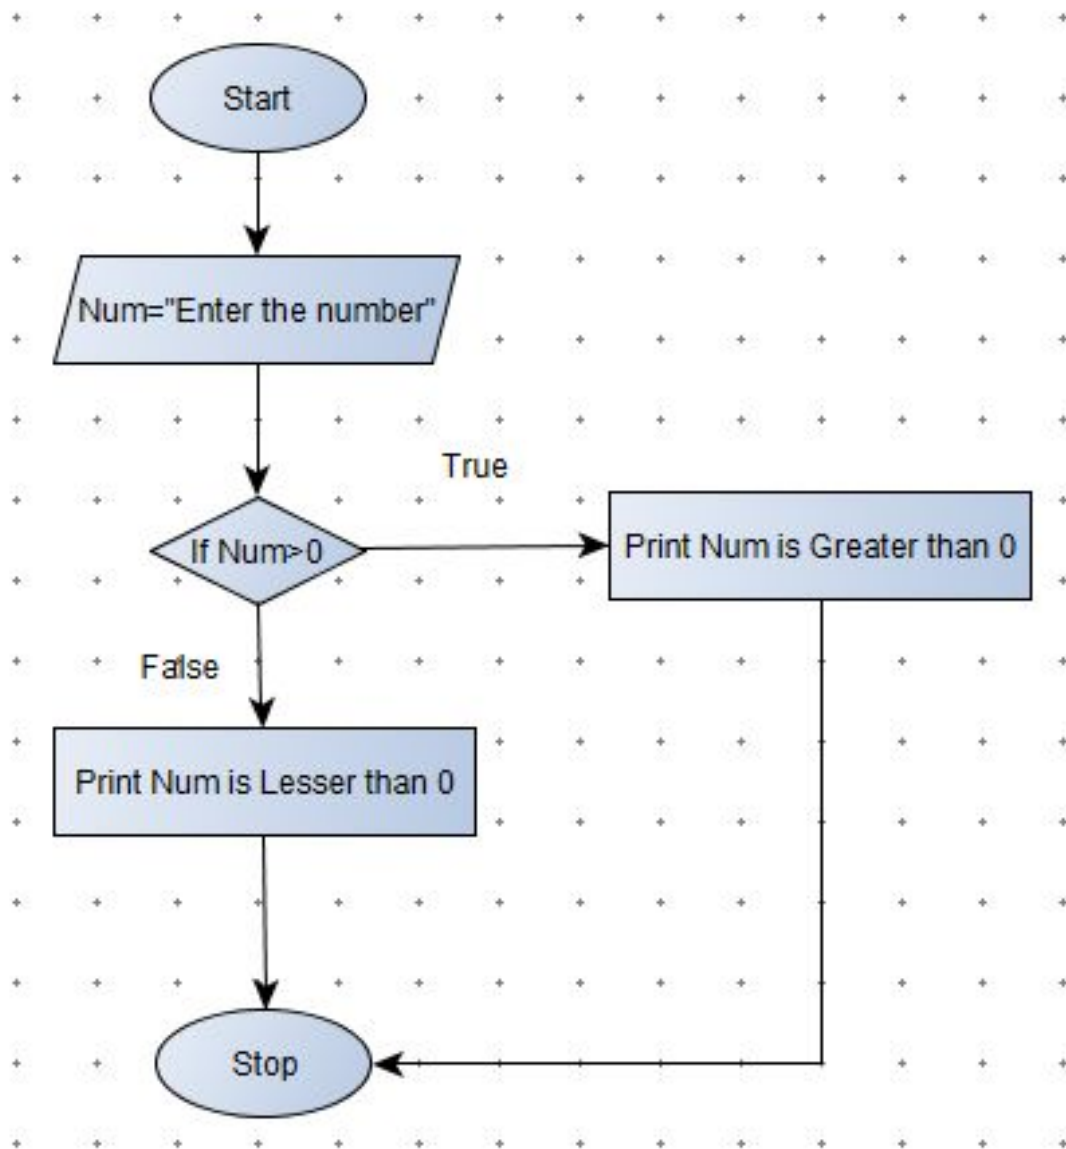 Start
Num="Enter the number"
True
If Num>0
Print Num is Greater than 0
False
Print Num is Lesser than 0
Stop